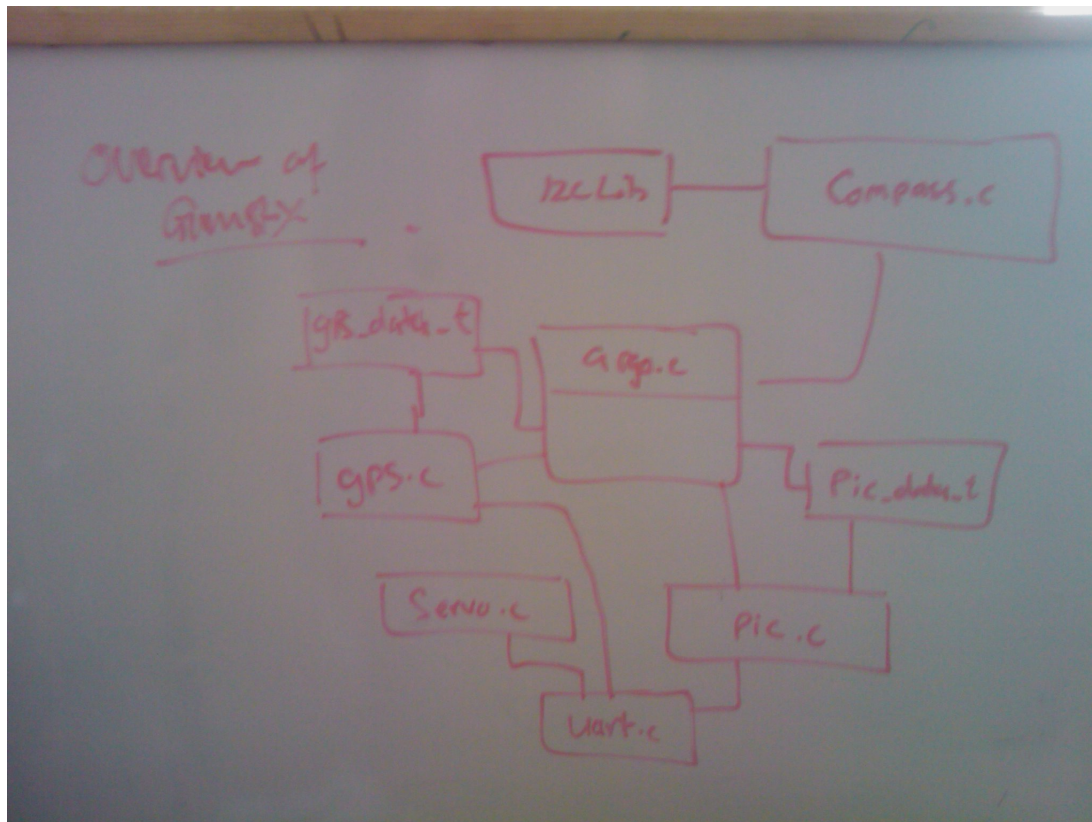 Overview of
I2CLib
Compass.c
gps_data_t
gps.c
Pic_data_t
Servo.c
Pic.c
Uart.c